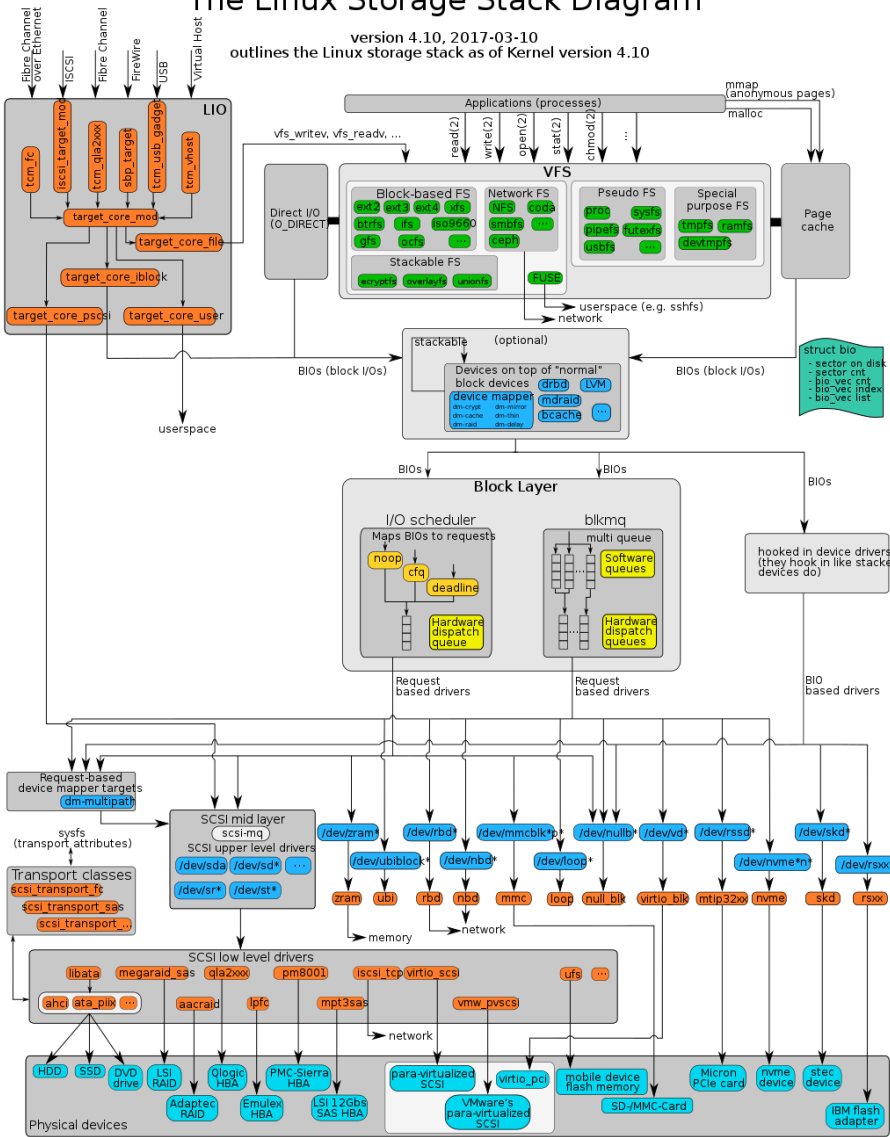 The Linux Storage Stack Diagram
version 4.10, 2017-03-10
outlines the Linux storage stack as of Kernel version 4.10
Fibre Channel
over Ethernet
ISCSI
Fibre Channel
FireWire
USB
Virtual Host
mmap
(anonymous pages)
malloc
LIO
Applications (processes)
tcm_fc
iscsi_target_mod
tcm_qla2xxx
sbp_target
tcm_usb_gadget
tcm_vhost
vfs_writev, vfs_readv, ...
read(2)
write(2)
open(2)
stat(2)
chmod(2)
...
VFS
target_core_mod
target_core_file
target_core_iblock
target_core_pscsi
target_core_user
Direct I/O
(O_DIRECT)
Block-based FS
ext2 ext3 ext4 xfs
btrfs ifs iso9660
gfs ocfs ...
Network FS
NFS coda
smbfs ...
ceph
Pseudo FS
proc sysfs
pipefs futexfs
usbfs ...
Special
purpose FS
tmpfs ramfs
devtmpfs
Page
cache
Stackable FS
ecryptfs overlayfs unionfs
FUSE
userspace (e.g. sshfs)
network
stackable
(optional)
BIOs (block I/Os)
BIOs (block I/Os)
Devices on top of "normal"
block devices
drbd LVM
device mapper
mdraid
dm-crypt dm-mirror
bcache ...
dm-cache dm-thin
dm-raid dm-delay
struct bio
- sector on disk
- sector cnt
- bio_vec cnt
- bio_vec index
- bio_vec list
userspace
BIOs
BIOs
BIOs
Block Layer
I/O scheduler
Maps BIOs to requests
noop
cfq
deadline
Hardware
dispatch
queue
blkmq
multi queue
Software
queues
Hardware
dispatch
queues
hooked in device drivers
(they hook in like stacked
devices do)
Request
based drivers
Request
based drivers
BIO
based drivers
Request-based
device mapper targets
dm-multipath
sysfs
(transport attributes)
Transport classes
scsi_transport_fc
scsi_transport_sas
scsi_transport_...
SCSI mid layer
scsi-mq
SCSI upper level drivers
/dev/sda /dev/sd* ...
/dev/sr* /dev/st*
/dev/zram* /dev/rbd* /dev/mmcblk*p* /dev/nullb* /dev/vd* /dev/rssd* /dev/skd*
/dev/ubiblock* /dev/nbd* /dev/loop* /dev/nvme*n* /dev/rsxx
zram ubi rbd nbd mmc loop null_blk virtio_blk mtip32xx nvme skd rsxx
memory
network
SCSI low level drivers
libata megaraid_sas qla2xxx pm8001 iscsi_tcp virtio_scsi ufs ...
ahci ata_piix ... aacraid lpfc mpt3sas vmw_pvscsi
network
HDD
SSD
DVD
drive
LSI
RAID
Adaptec
RAID
Qlogic
HBA
Emulex
HBA
PMC-Sierra
HBA
LSI 12Gbs
SAS HBA
para-virtualized
SCSI
VMware's
para-virtualized
SCSI
virtio_pci
mobile device
flash memory
SD-/MMC-Card
Micron
PCIe card
nvme
device
stec
device
IBM flash
adapter
Physical devices